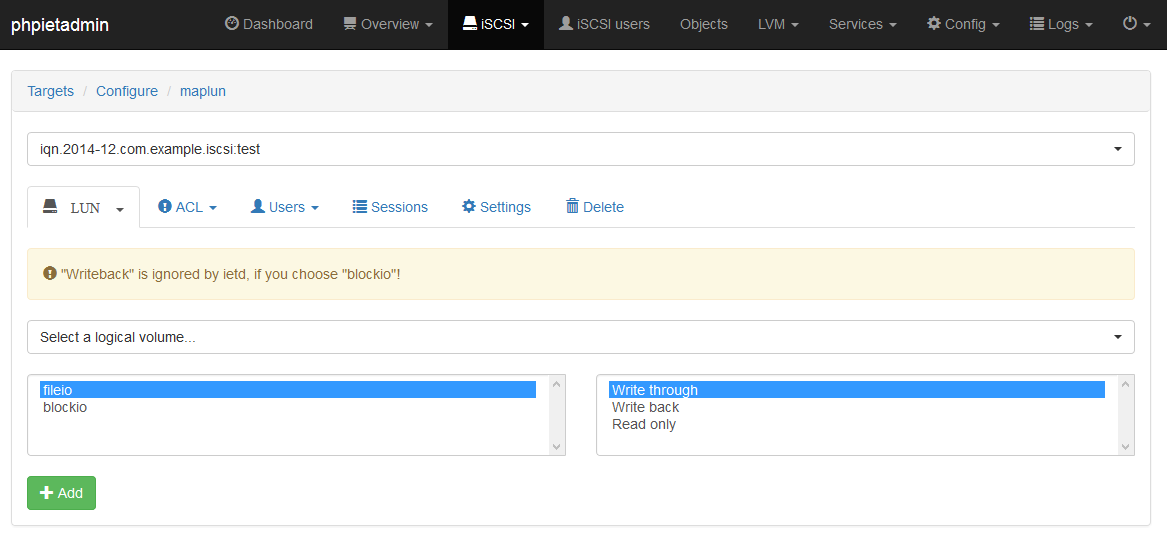 phpietadmin Dashboard Overview iSCSI iSCSI users Objects LVM Services Config Logs
Targets / Configure / maplun
iqn.2014-12.com.example.iscsi:test
LUN ACL Users Sessions Settings Delete
"Writeback" is ignored by ietd, if you choose "blockio"!
Select a logical volume...
fileio Write through
blockio Write back
Read only
Add